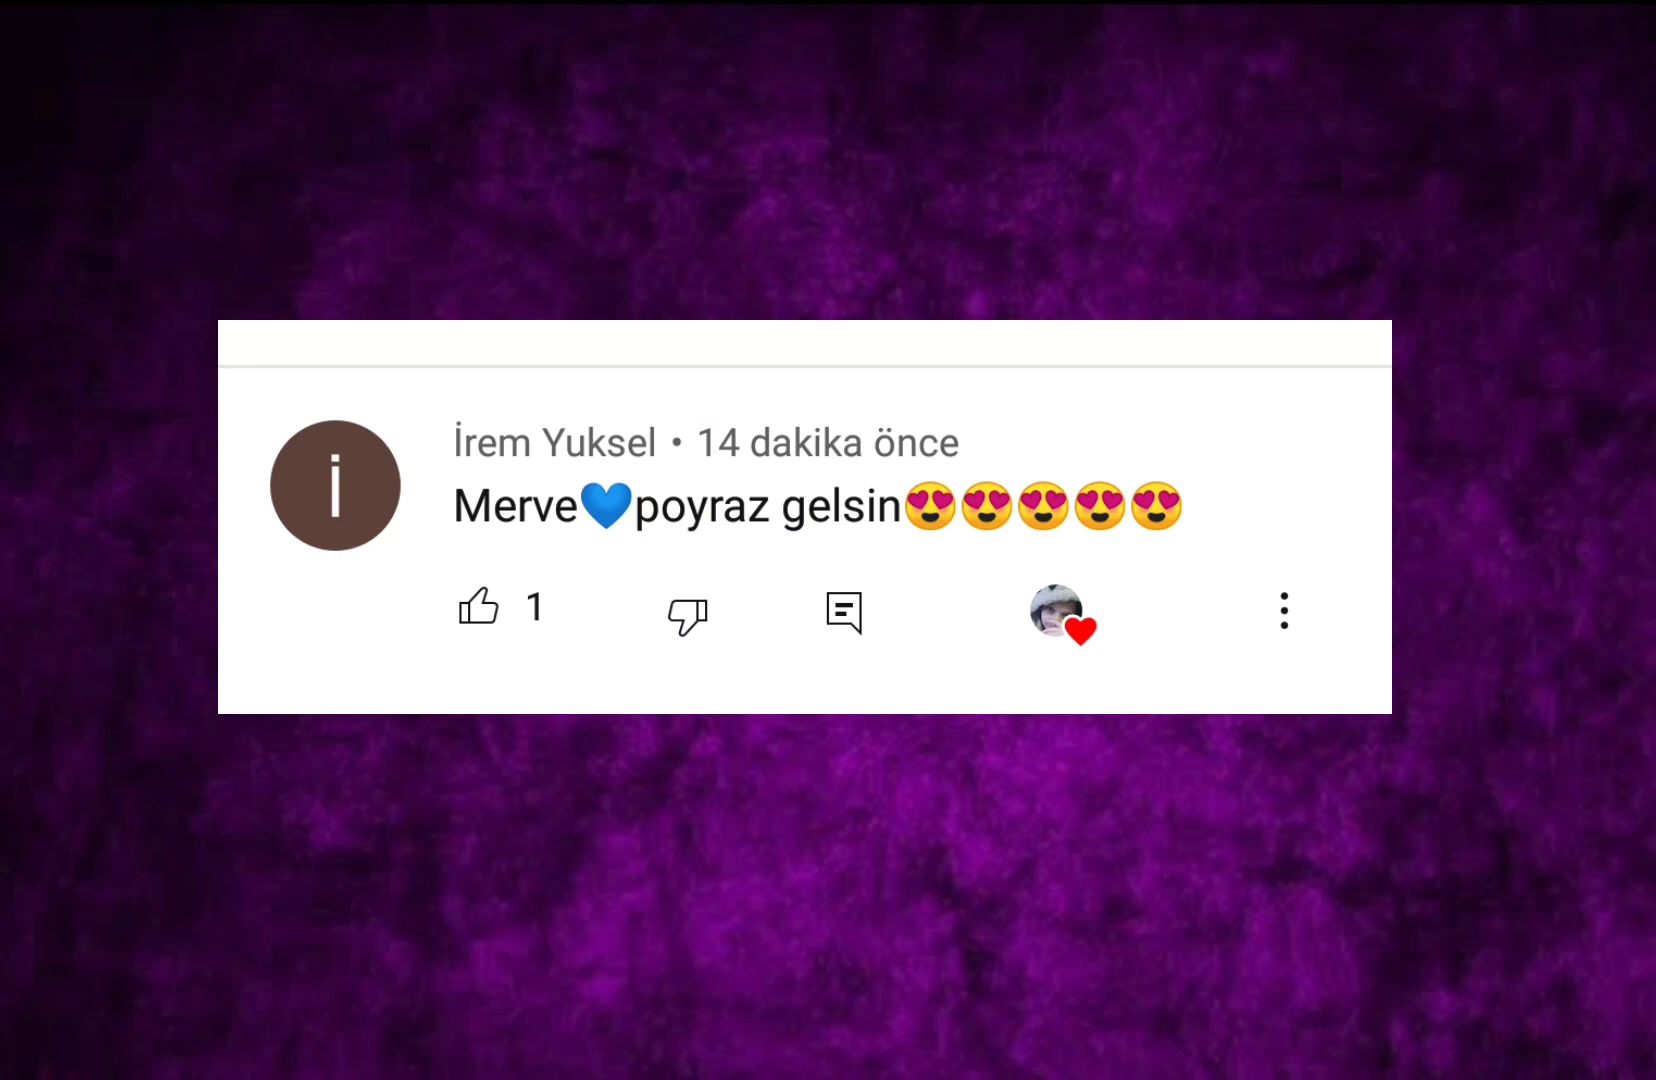 İ
İrem Yuksel • 14 dakika önce
Merve💙poyraz gelsin😍😍😍😍😍
1